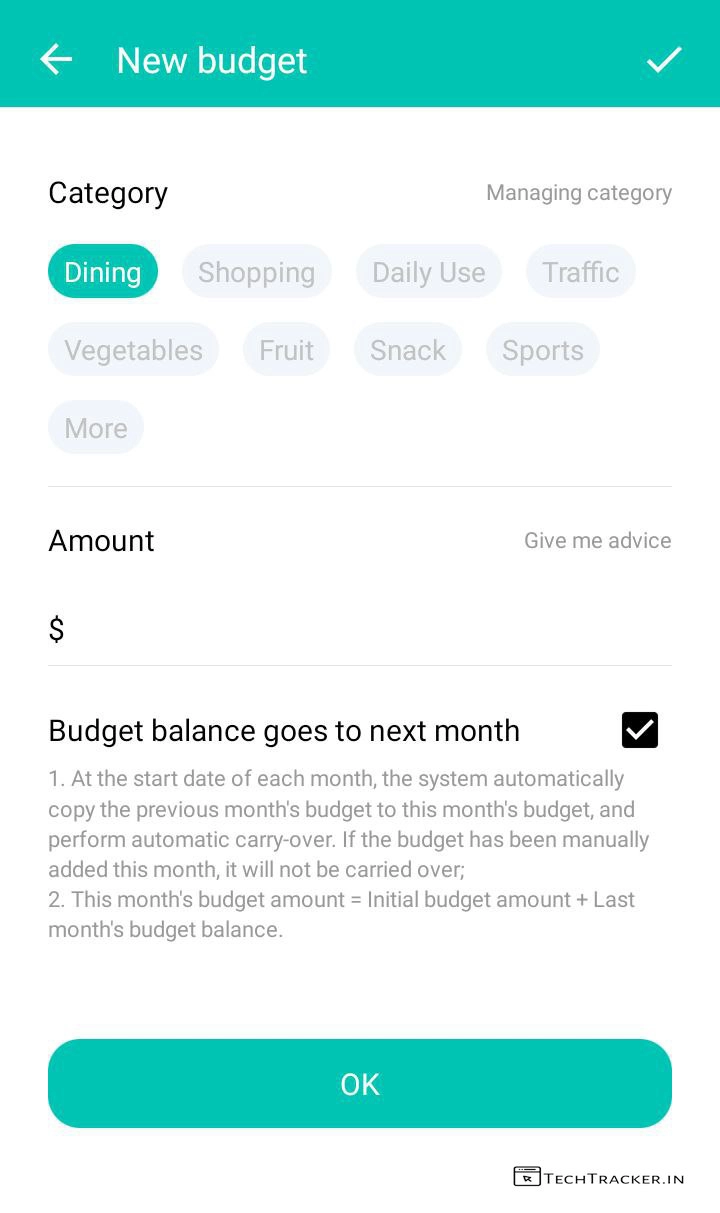 New budget
Category Managing category
Dining Shopping Daily Use Traffic
Vegetables Fruit Snack Sports
More
Amount Give me advice
$
Budget balance goes to next month
1. At the start date of each month, the system automatically
copy the previous month's budget to this month's budget, and
perform automatic carry-over. If the budget has been manually
added this month, it will not be carried over;
2. This month's budget amount = Initial budget amount + Last
month's budget balance.
OK
TECHTRACKER.IN